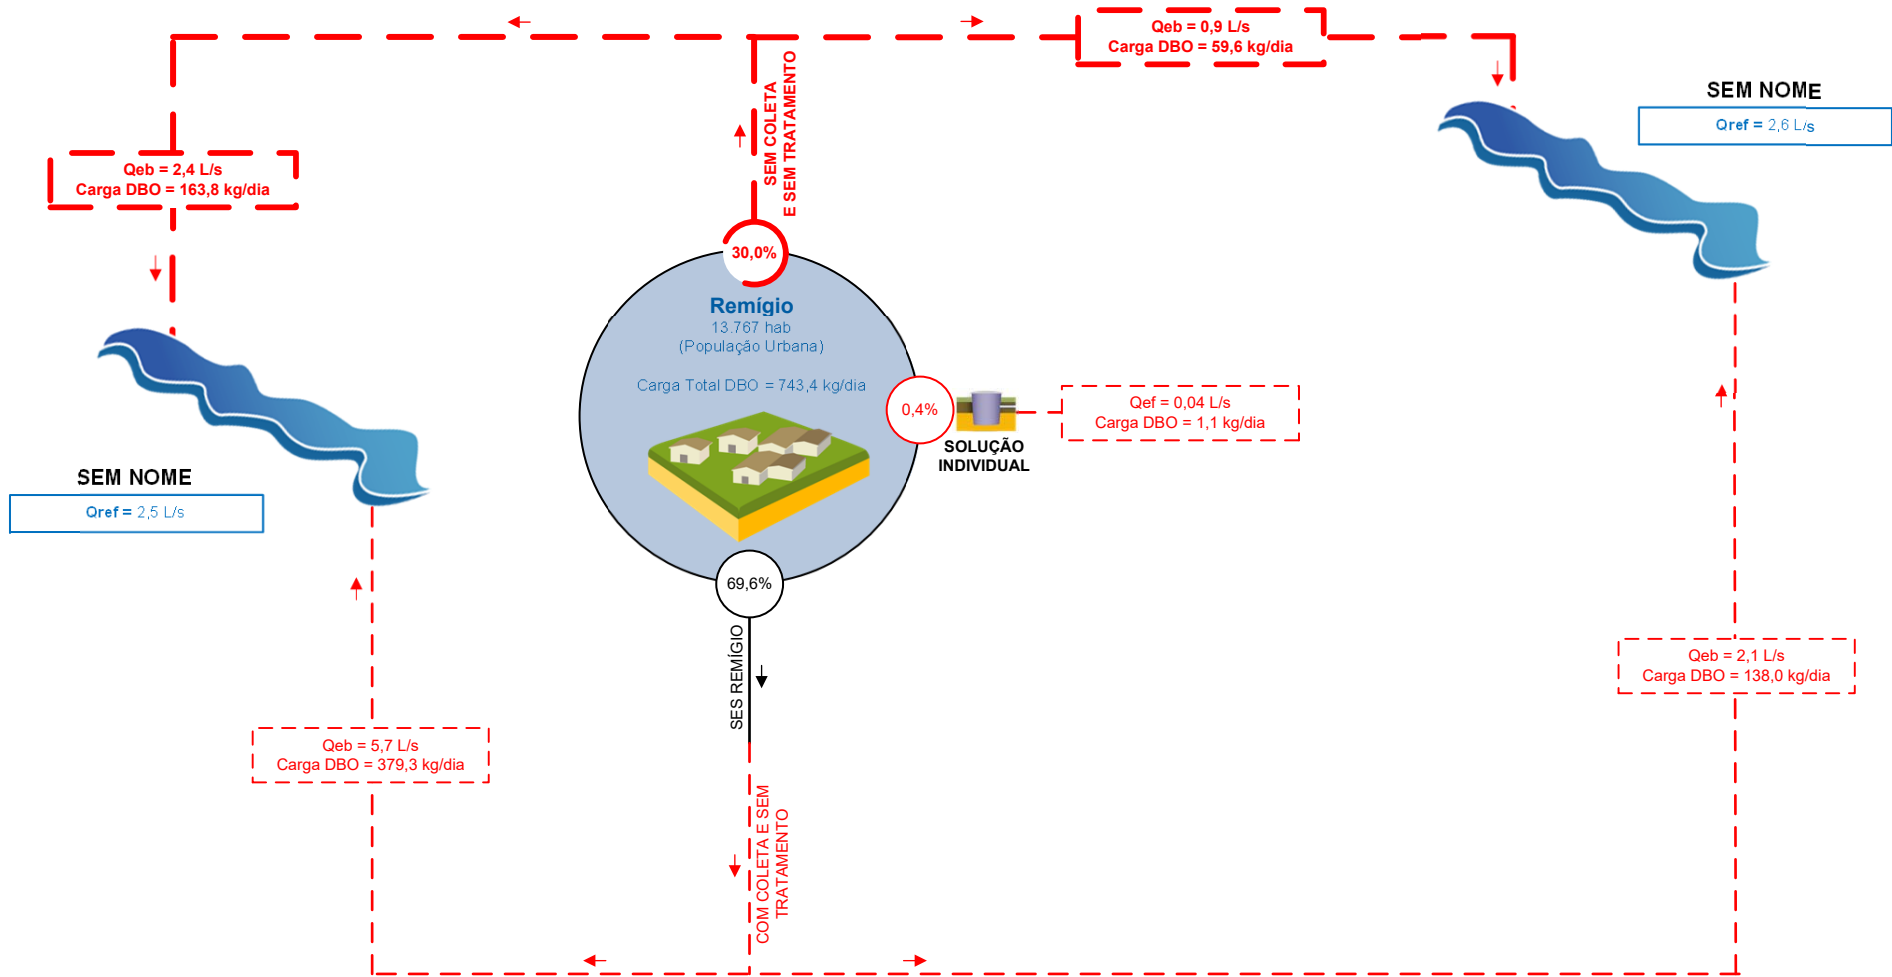 Qeb = 0,9 L/s
Carga DBO = 59,6 kg/dia
SEM NOME
Qref = 2,6 L/s
SEM COLETA
E SEM TRATAMENTO
Qeb = 2,4 L/s
Carga DBO = 163,8 kg/dia
30,0%
Remígio
13.767 hab
(População Urbana)
Carga Total DBO = 743,4 kg/dia
0,4%
SOLUÇÃO
INDIVIDUAL
Qef = 0,04 L/s
Carga DBO = 1,1 kg/dia
SEM NOME
Qref = 2,5 L/s
69,6%
SES REMÍGIO
Qeb = 2,1 L/s
Carga DBO = 138,0 kg/dia
Qeb = 5,7 L/s
Carga DBO = 379,3 kg/dia
COM COLETA E SEM
TRATAMENTO